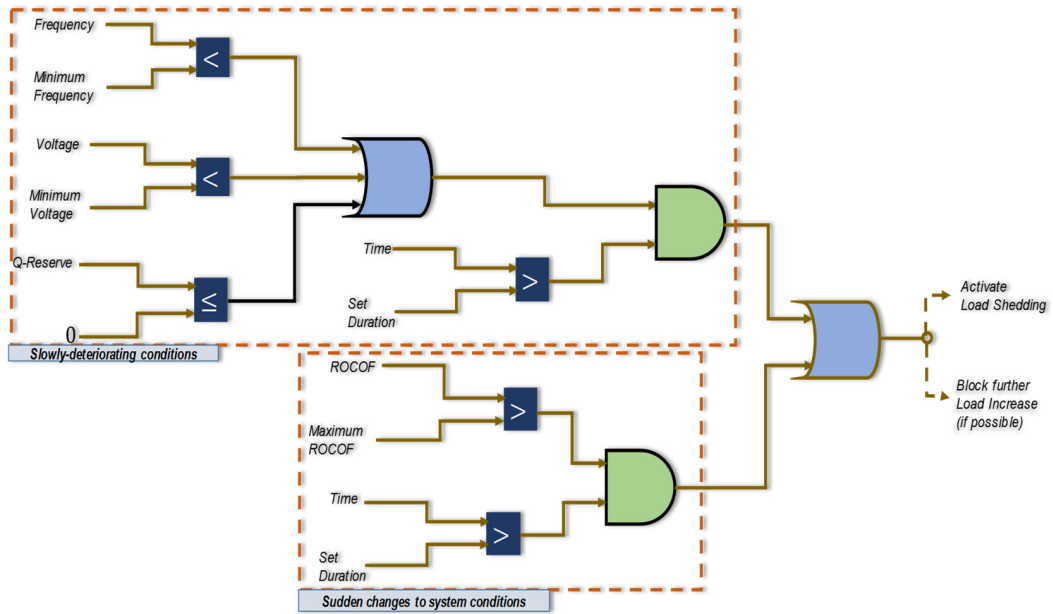 Frequency
<
Minimum
Frequency
Voltage
<
Minimum
Voltage
Q-Reserve
≤
0
Time
>
Set
Duration
Slowly-deteriorating conditions
ROCOF
>
Maximum
ROCOF
Time
>
Set
Duration
Sudden changes to system conditions
Activate
Load Shedding
Block further
Load Increase
(if possible)